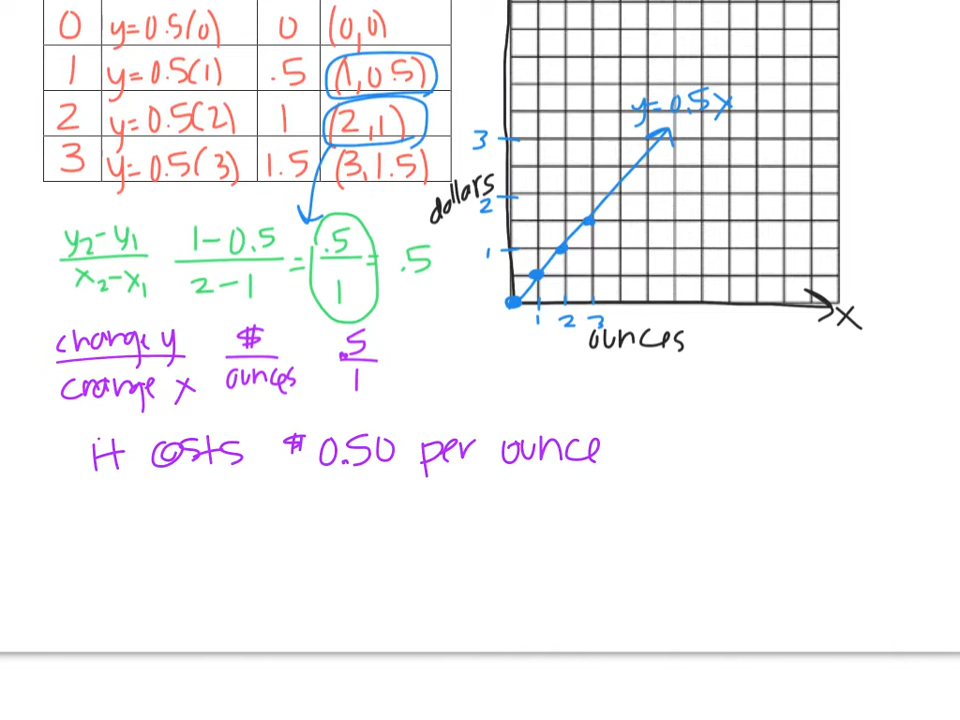 0 y=0.5(0) 0 (0,0)
1 y=0.5(1) .5 (1,0.5)
2 y=0.5(2) 1 (2,1)
3 y=0.5(3) 1.5 (3,1.5)
y=0.5x
3
dollars
2
1
1 2 3
x
ounces
y₂-y₁ / x₂-x₁ 1-0.5 / 2-1 = .5 / 1 = .5
change y / change x $ / ounces .5 / 1
it costs $0.50 per ounce